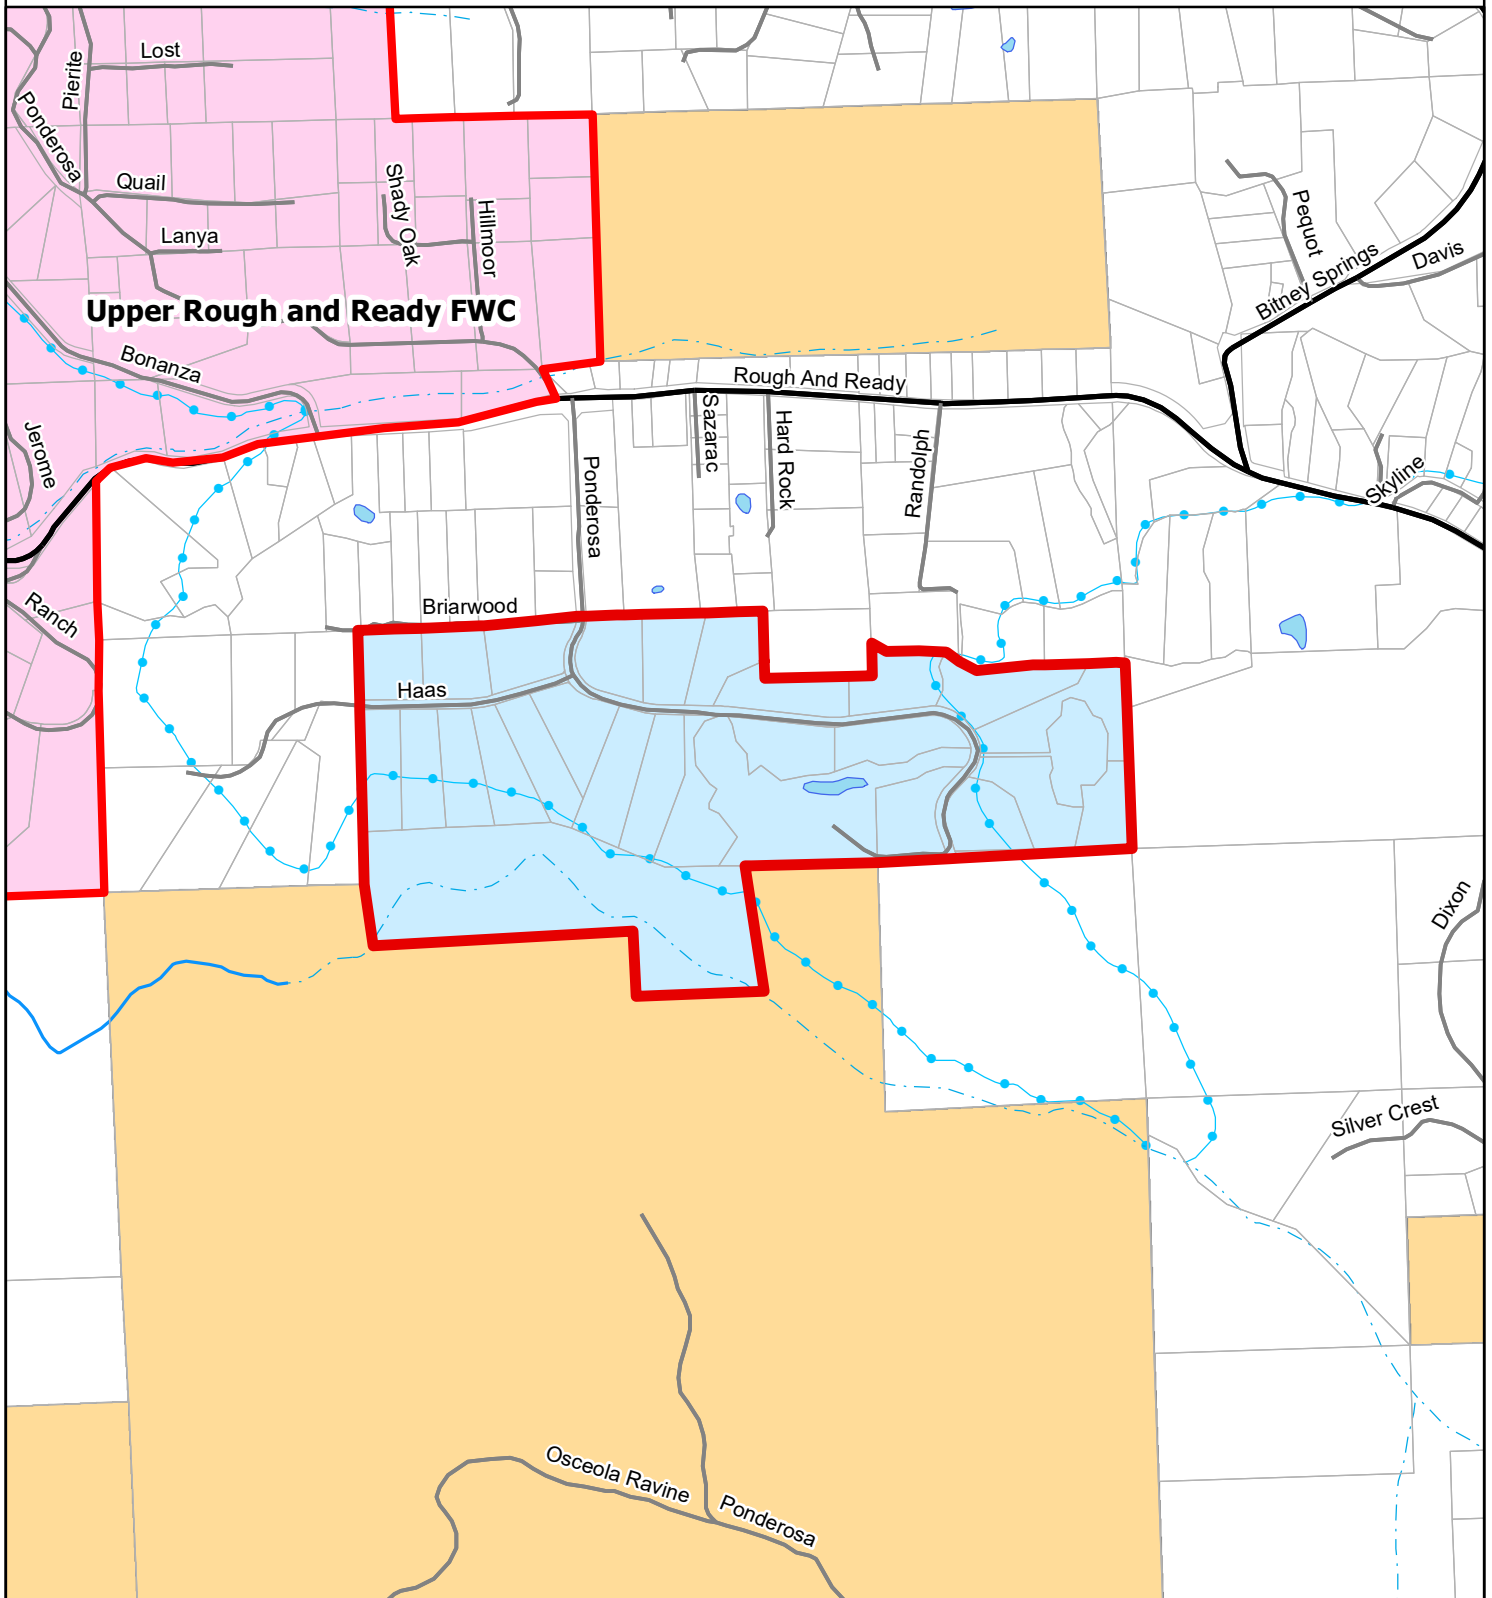 Lost
Pierite
Ponderosa
Quail
Shady Oak
Hillmoor
Lanya
Pequot
Bitney Springs
Davis
Upper Rough and Ready FWC
Bonanza
Rough And Ready
Jerome
Sazarac
Hard Rock
Randolph
Ponderosa
Skyline
Ranch
Briarwood
Haas
Dixon
Silver Crest
Osceola Ravine
Ponderosa